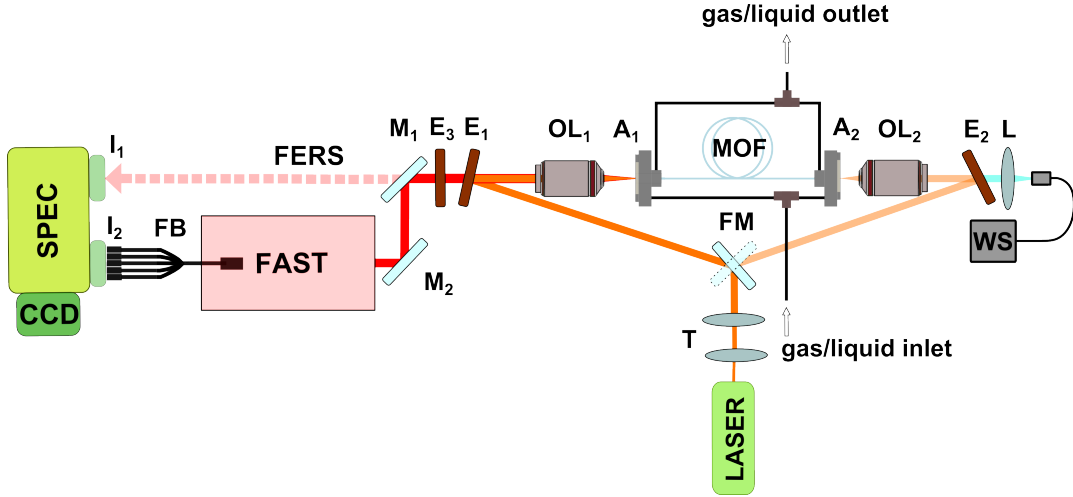 gas/liquid outlet
M₁ E₃ E₁ OL₁ A₁ MOF A₂ OL₂ E₂ L
I₁ FERS
SPEC
I₂ FB FAST M₂ FM WS
CCD
T gas/liquid inlet
LASER